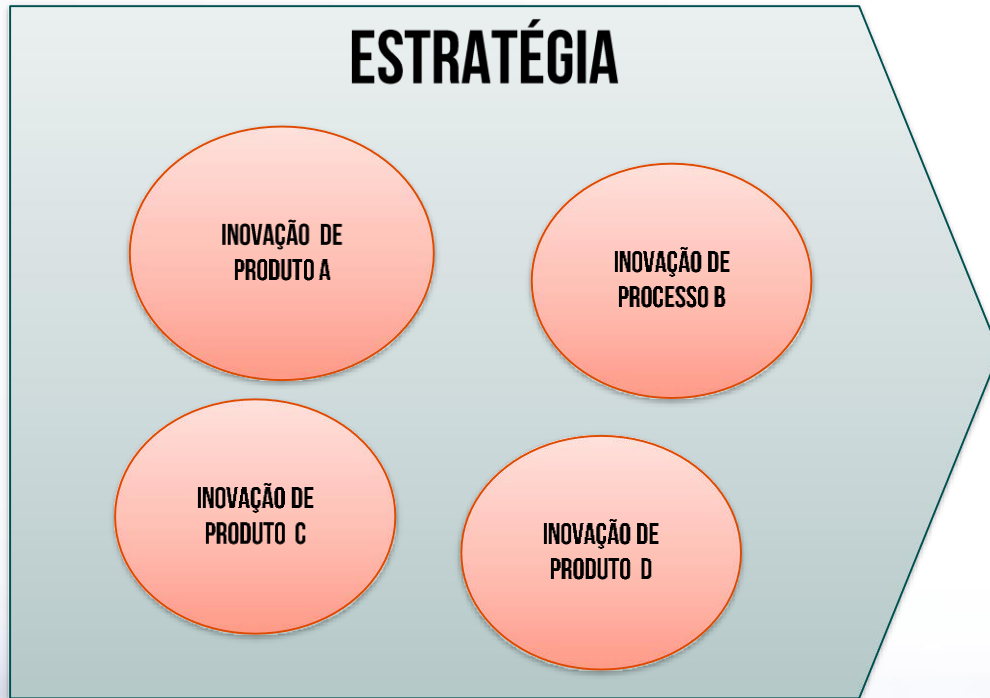 ESTRATÉGIA
INOVAÇÃO DE
PRODUTO A
INOVAÇÃO DE
PROCESSO B
INOVAÇÃO DE
PRODUTO C
INOVAÇÃO DE
PRODUTO D